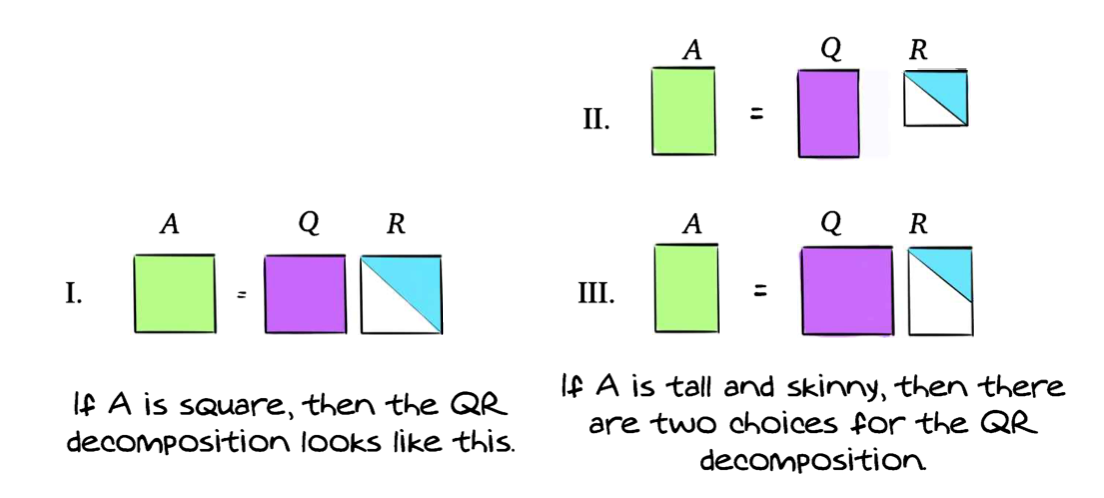 A Q R
II. =
A Q R
I. =
If A is square, then the QR
decomposition looks like this.
A Q R
III. =
If A is tall and skinny, then there
are two choices for the QR
decomposition